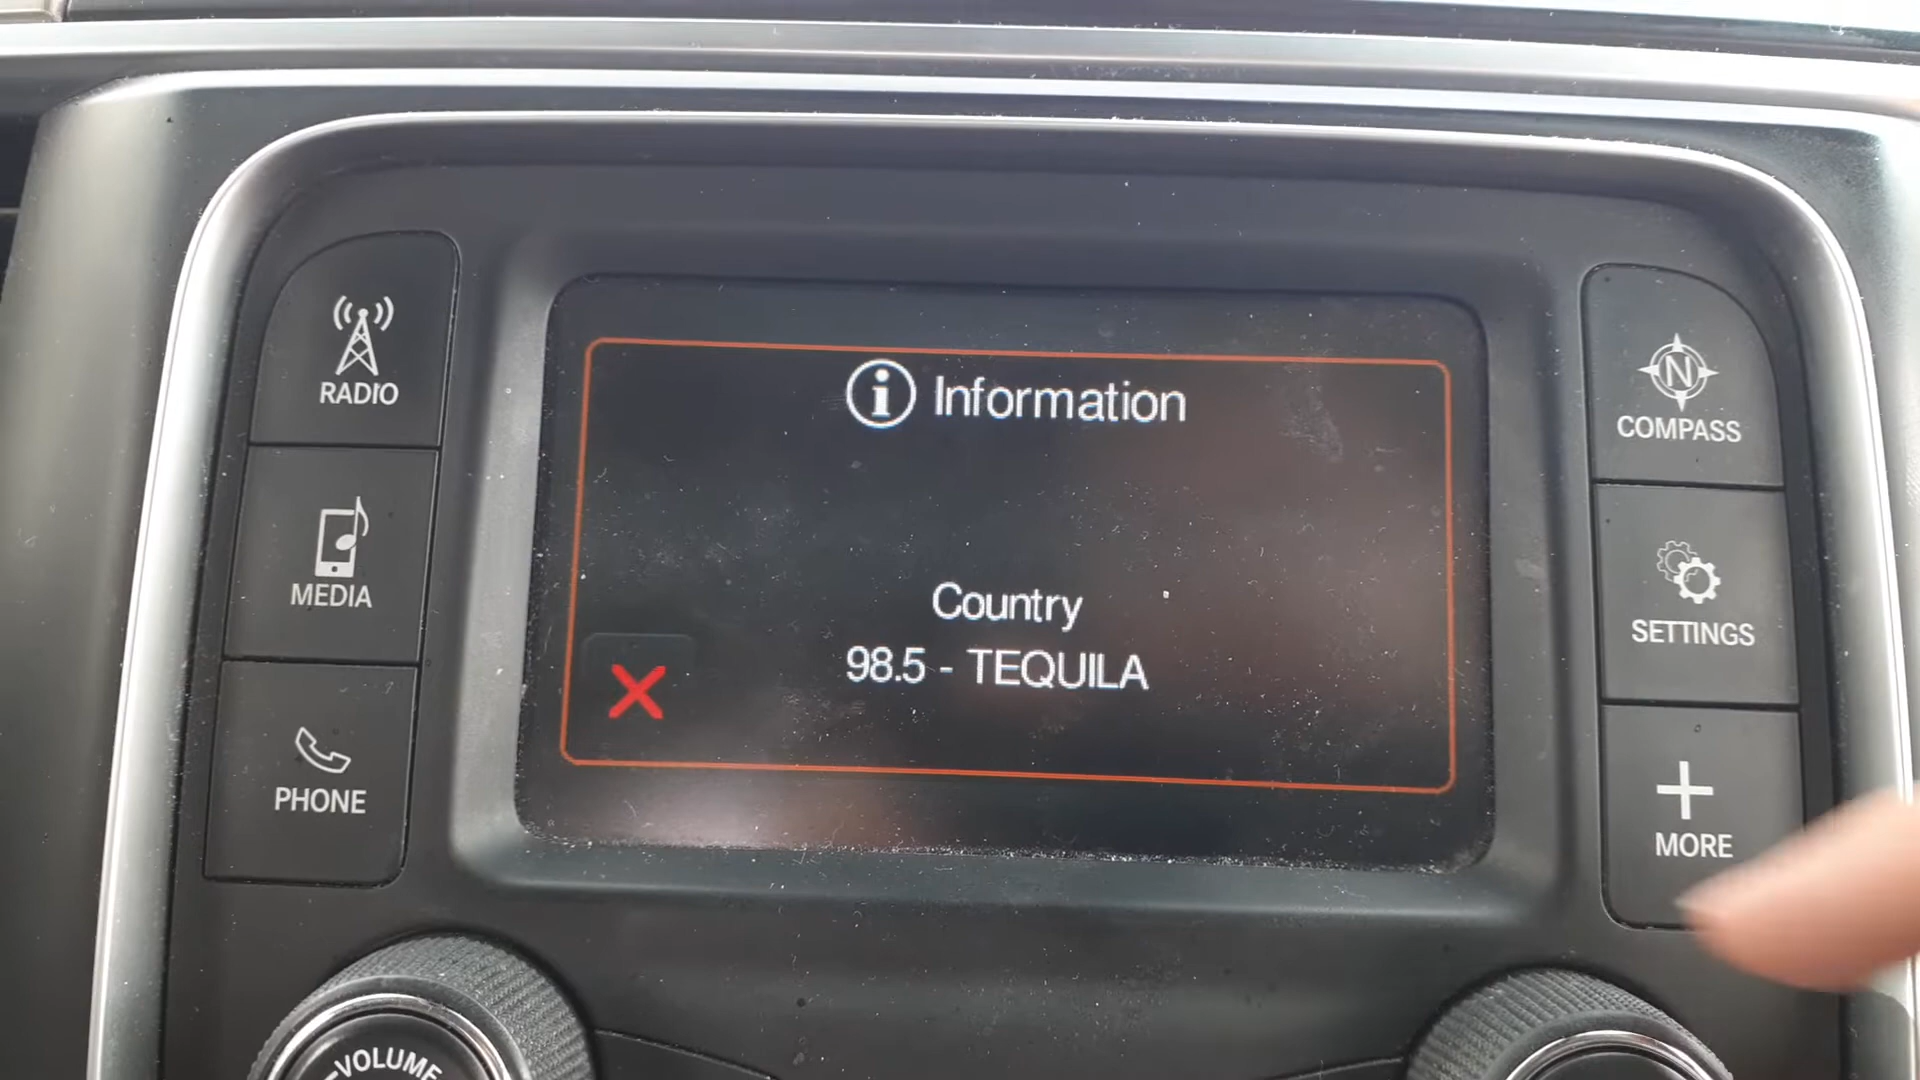 RADIO
MEDIA
PHONE
i Information
Country
98.5 - TEQUILA
N
COMPASS
SETTINGS
MORE
VOLUME